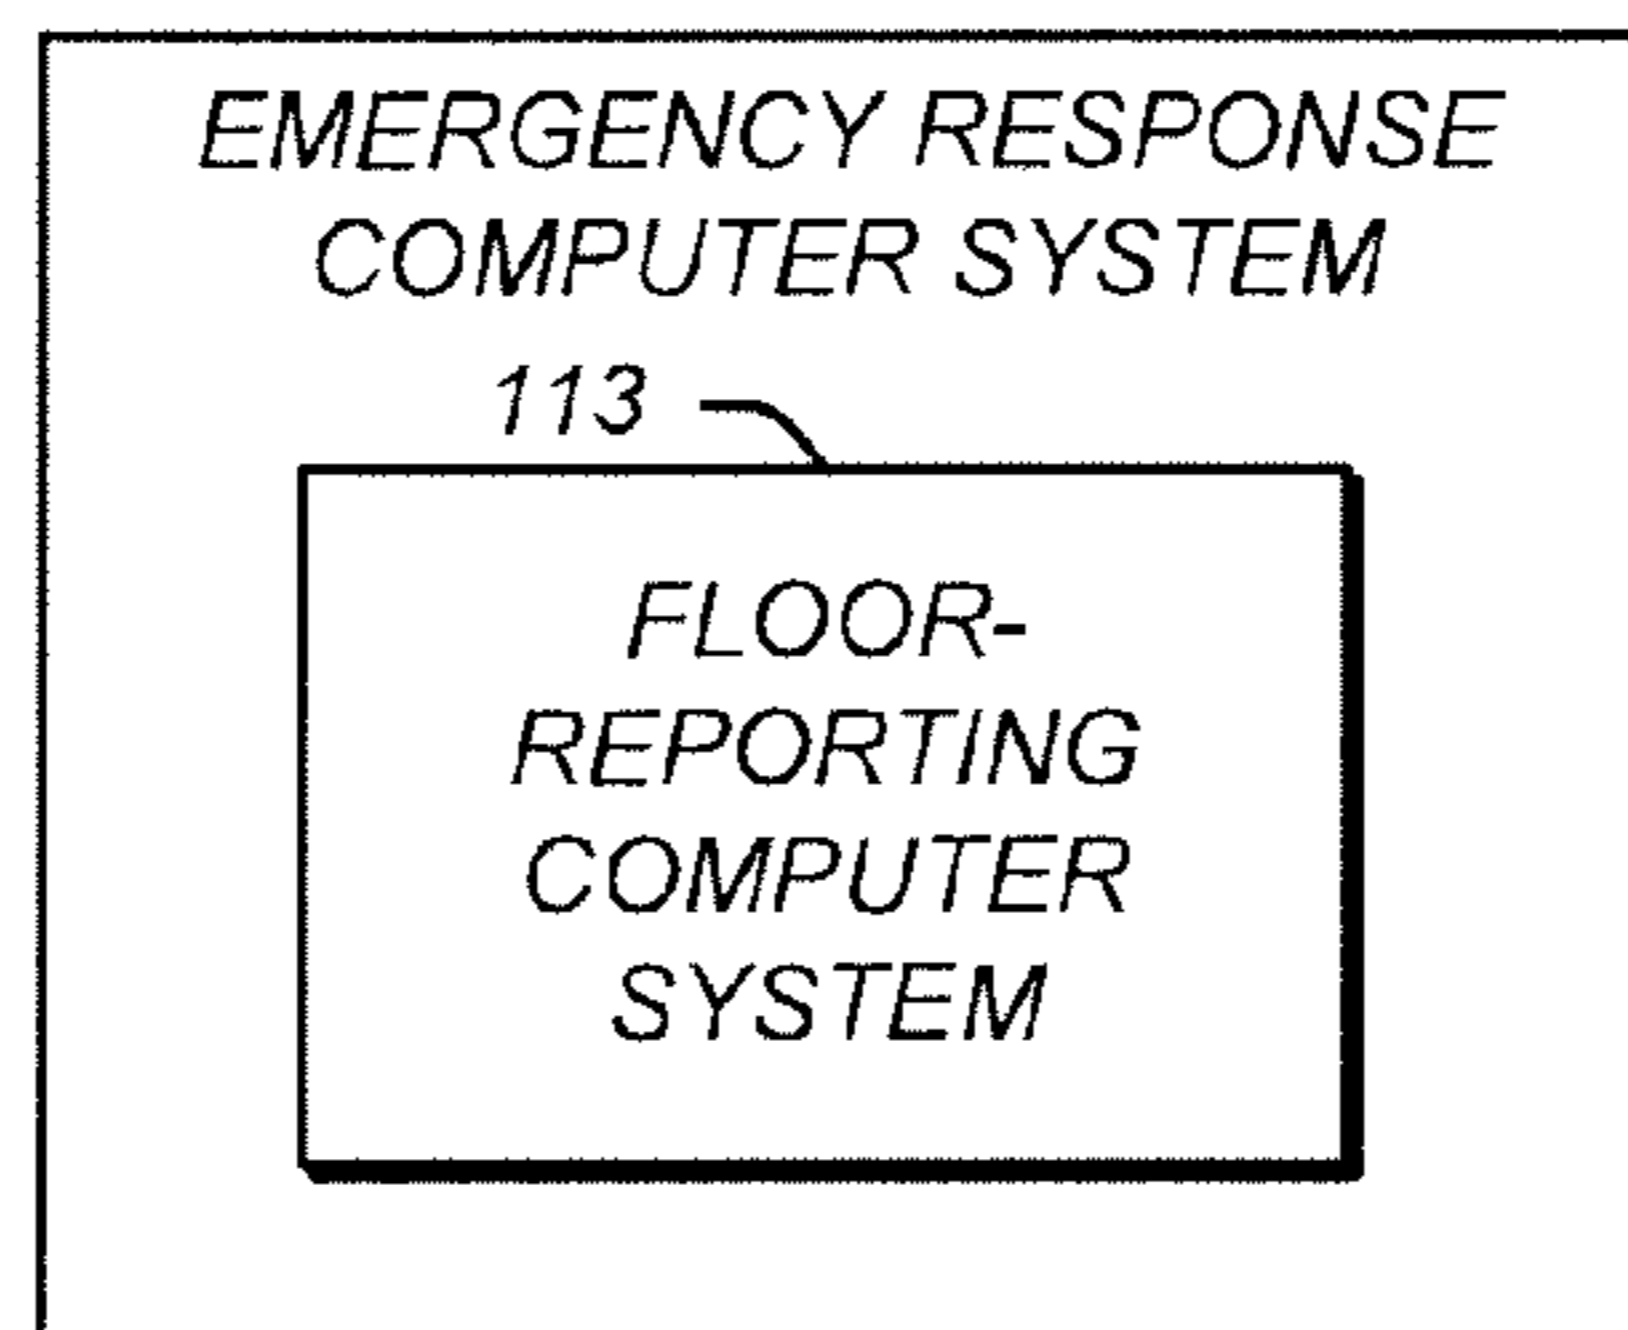 EMERGENCY RESPONSE
COMPUTER SYSTEM
113
FLOOR-
REPORTING
COMPUTER
SYSTEM